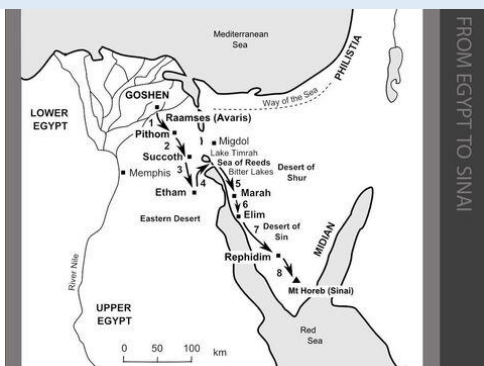 FROM EGYPT TO SINAI
Mediterranean
Sea
PHILISTIA
GOSHEN
Way of the Sea
LOWER
EGYPT
Raamses (Avaris)
1
Pithom
2
Migdol
Lake Timrah
Succoth
Sea of Reeds
Bitter Lakes
Desert of
Shur
Memphis
3
4
5
Etham
Marah
6
Elim
Eastern Desert
7
Desert of
Sin
MIDIAN
Rephidim
8
River Nile
Mt Horeb (Sinai)
UPPER
EGYPT
Red
Sea
0 50 100
km